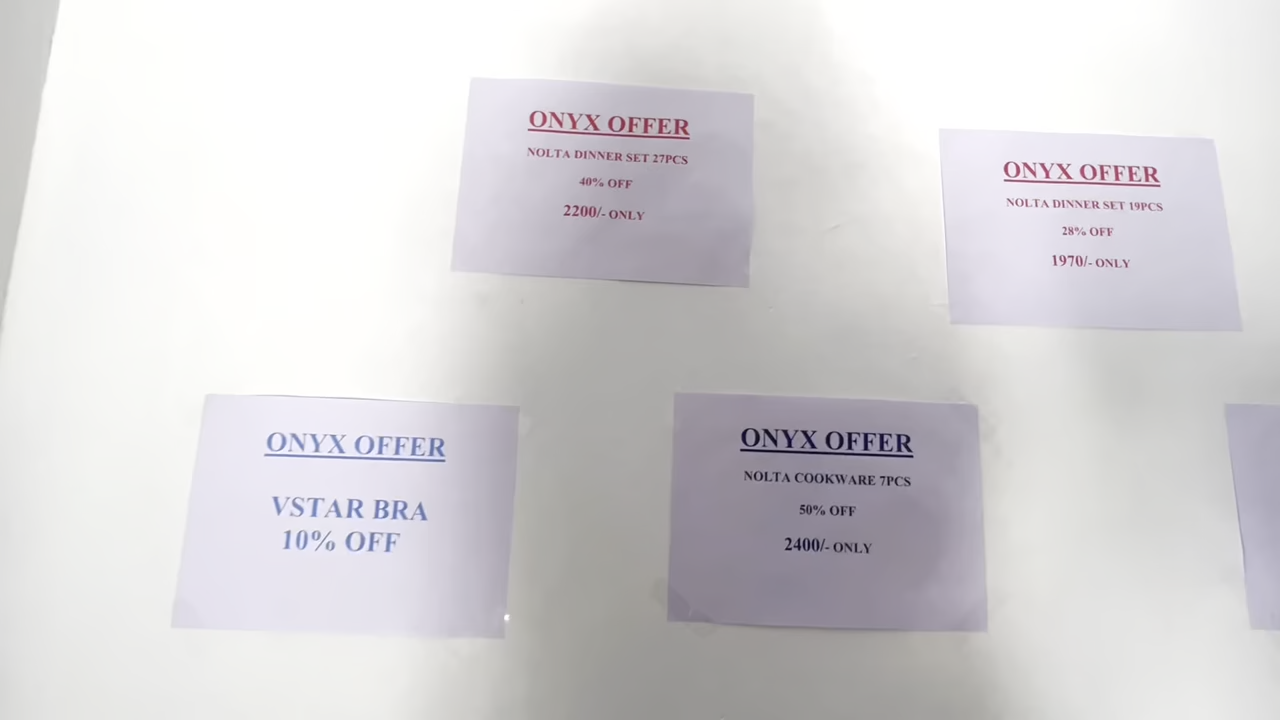 ONYX OFFER
NOLTA DINNER SET 27PCS
40% OFF
2200/- ONLY
ONYX OFFER
NOLTA DINNER SET 19PCS
28% OFF
1970/- ONLY
ONYX OFFER
VSTAR BRA
10% OFF
ONYX OFFER
NOLTA COOKWARE 7PCS
50% OFF
2400/- ONLY